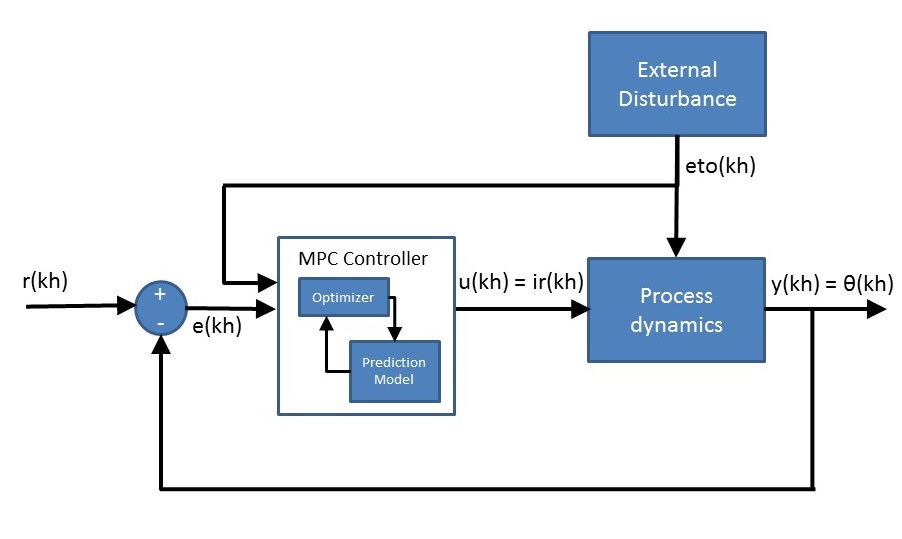 External
Disturbance
eto(kh)
MPC Controller
r(kh)
+
-
e(kh)
Optimizer
Prediction
Model
u(kh) = ir(kh)
Process
dynamics
y(kh) = θ(kh)